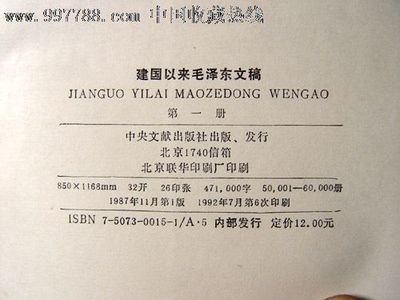 www.997788.com 中国收藏热线
建国以来毛泽东文稿
JIANGUO YILAI MAOZEDONG WENGAO
第一册
中央文献出版社出版、发行
北京1740信箱
北京联华印刷厂印刷
850×1168mm 32开 26印张 471,000字 50,001—60,000册
1987年11月第1版 1992年7月第6次印刷
ISBN 7-5073-0015-1/A·5 内部发行 定价12.00元